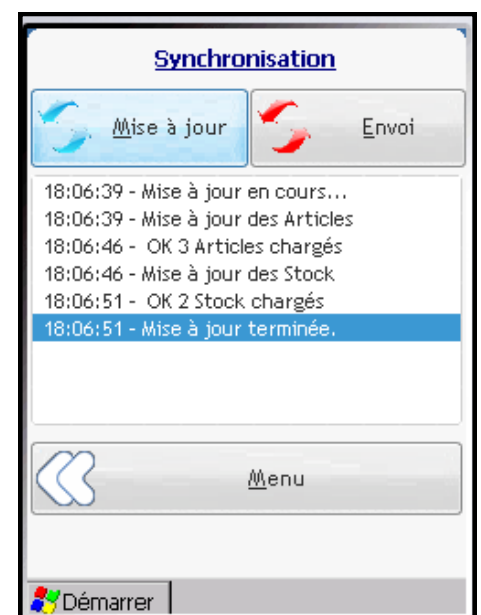 Synchronisation
Mise à jour
Envoi
18:06:39 - Mise à jour en cours...
18:06:39 - Mise à jour des Articles
18:06:46 - OK 3 Articles chargés
18:06:46 - Mise à jour des Stock
18:06:51 - OK 2 Stock chargés
18:06:51 - Mise à jour terminée.
Menu
Démarrer